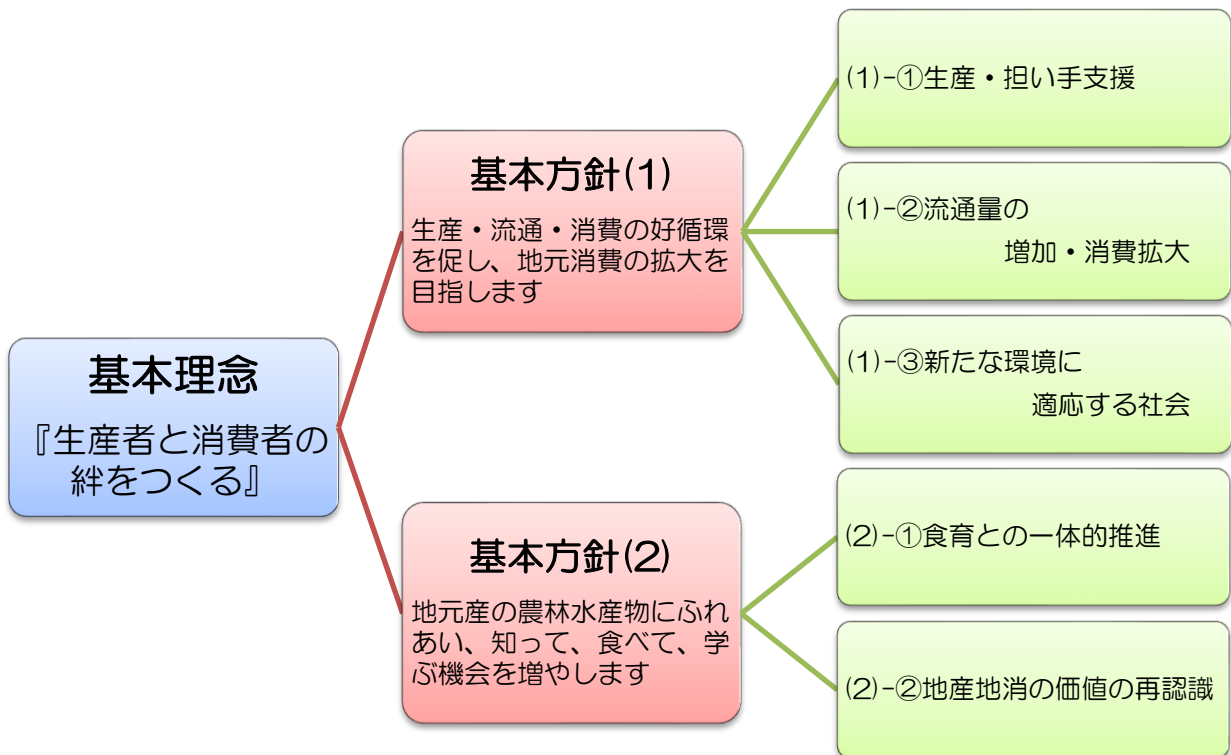 基本理念
『生産者と消費者の
絆をつくる』
基本方針(1)
生産・流通・消費の好循環
を促し、地元消費の拡大を
目指します
(1)-①生産・担い手支援
(1)-②流通量の
増加・消費拡大
(1)-③新たな環境に
適応する社会
基本方針(2)
地元産の農林水産物にふれ
あい、知って、食べて、学
ぶ機会を増やします
(2)-①食育との一体的推進
(2)-②地産地消の価値の再認識